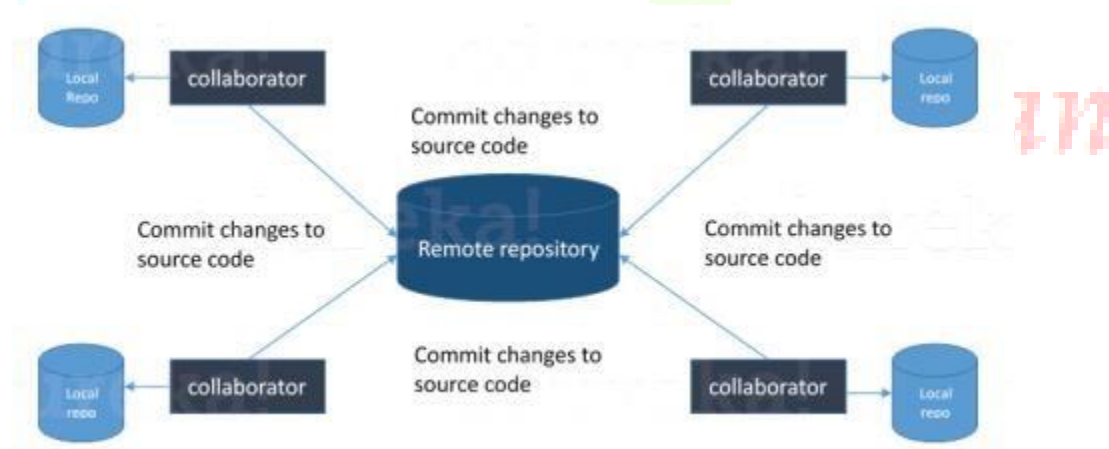 Local
Repo
collaborator
collaborator
Local
repo
Commit changes to
source code
Commit changes to
source code
Remote repository
Commit changes to
source code
Local
repo
collaborator
Commit changes to
source code
collaborator
Local
repo